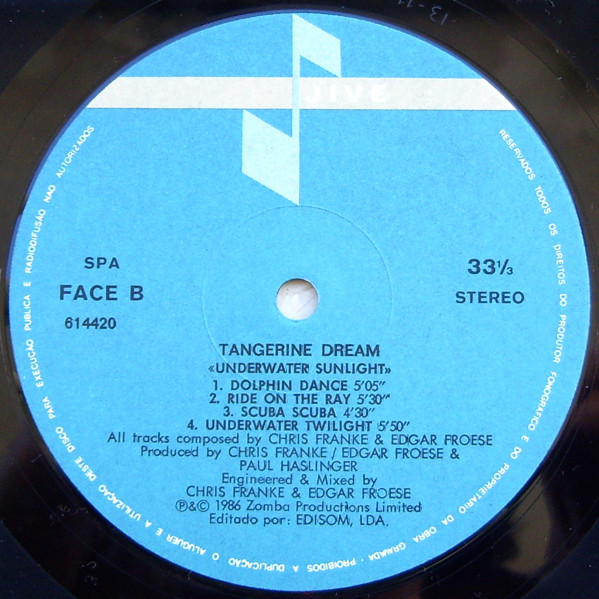 JIVE
SPA
FACE B
614420
33⅓
STEREO
TANGERINE DREAM
«UNDERWATER SUNLIGHT»
1. DOLPHIN DANCE 5'05"
2. RIDE ON THE RAY 5'30"
3. SCUBA SCUBA 4'30"
4. UNDERWATER TWILIGHT 5'50"
All tracks composed by CHRIS FRANKE & EDGAR FROESE
Produced by CHRIS FRANKE / EDGAR FROESE &
PAUL HASLINGER
Engineered & Mixed by
CHRIS FRANKE & EDGAR FROESE
℗&© 1986 Zomba Productions Limited
Editado por: EDISOM, LDA.
RESERVADOS TODOS OS DIREITOS DO PRODUTOR FONOGRÁFICO E DO PROPRIETÁRIO DA OBRA GRAVADA · PROIBIDOS A DUPLICAÇÃO O ALUGUER E A UTILIZAÇÃO DESTE DISCO PARA EXECUÇÃO PÚBLICA E RADIODIFUSÃO NÃO AUTORIZADOS